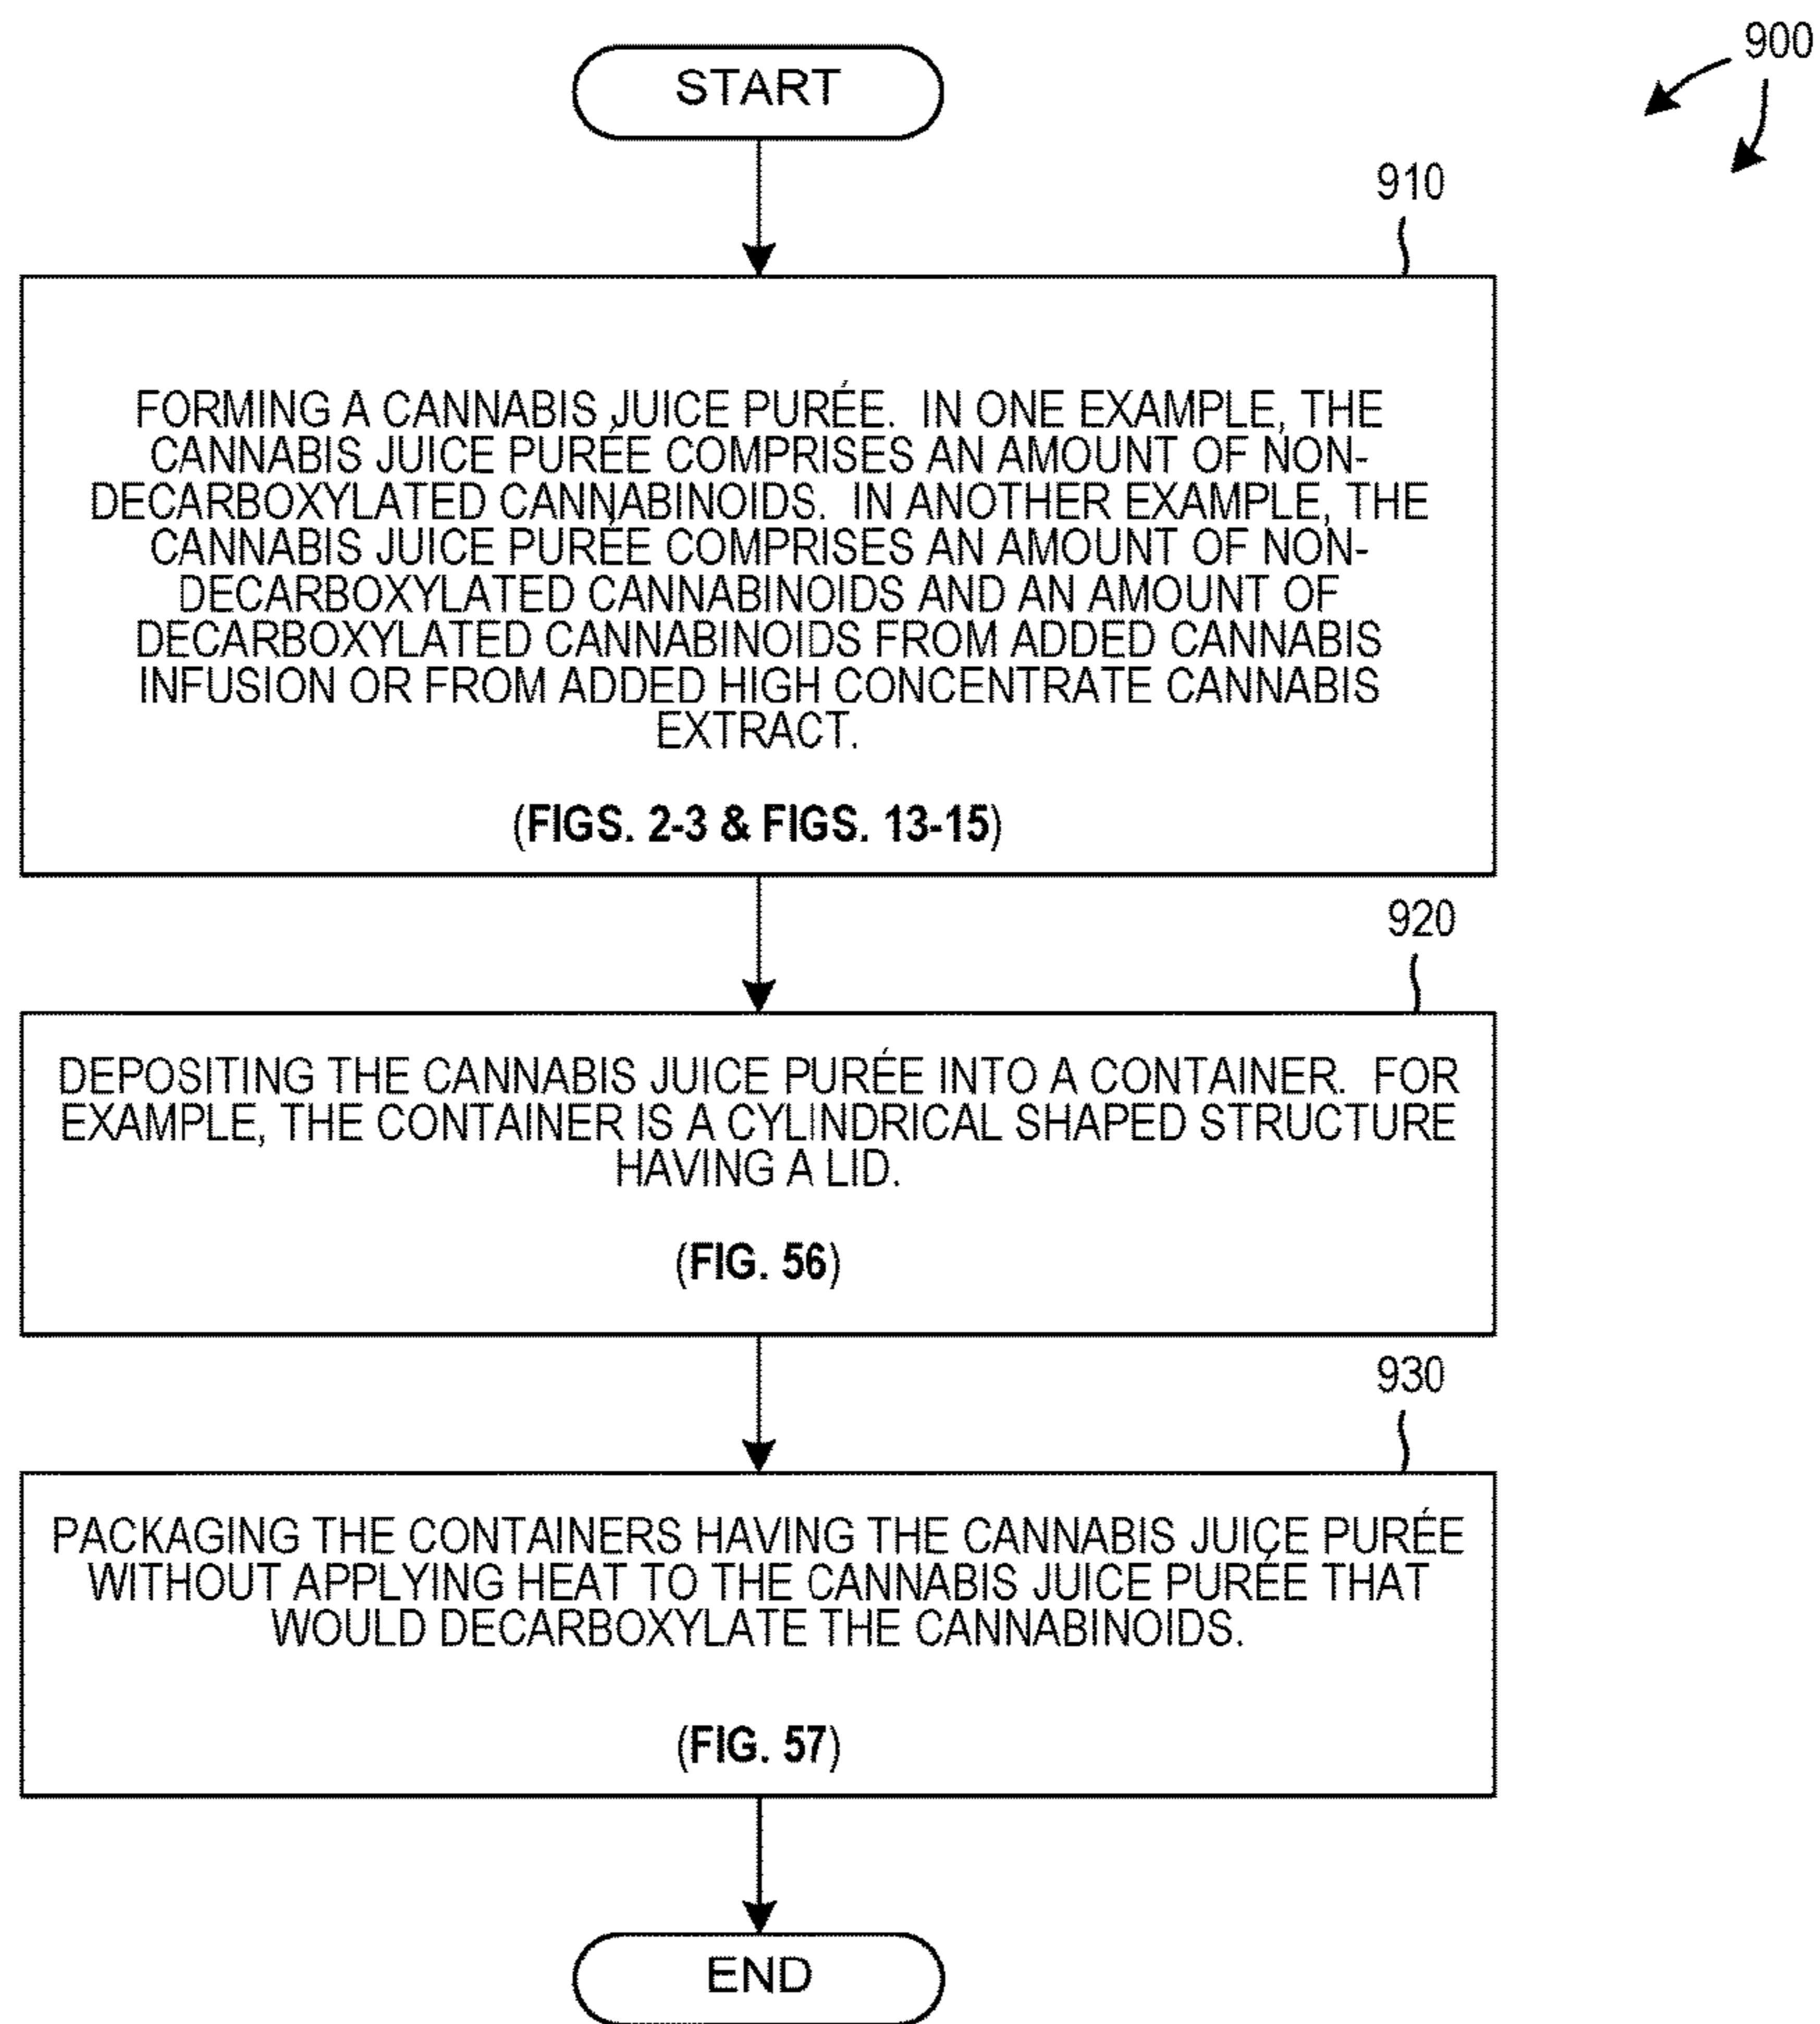 START
900
910
FORMING A CANNABIS JUICE PURÉE. IN ONE EXAMPLE, THE
CANNABIS JUICE PURÉE COMPRISES AN AMOUNT OF NON-
DECARBOXYLATED CANNABINOIDS. IN ANOTHER EXAMPLE, THE
CANNABIS JUICE PURÉE COMPRISES AN AMOUNT OF NON-
DECARBOXYLATED CANNABINOIDS AND AN AMOUNT OF
DECARBOXYLATED CANNABINOIDS FROM ADDED CANNABIS
INFUSION OR FROM ADDED HIGH CONCENTRATE CANNABIS
EXTRACT.
(FIGS. 2-3 & FIGS. 13-15)
920
DEPOSITING THE CANNABIS JUICE PURÉE INTO A CONTAINER. FOR
EXAMPLE, THE CONTAINER IS A CYLINDRICAL SHAPED STRUCTURE
HAVING A LID.
(FIG. 56)
930
PACKAGING THE CONTAINERS HAVING THE CANNABIS JUICE PURÉE
WITHOUT APPLYING HEAT TO THE CANNABIS JUICE PURÉE THAT
WOULD DECARBOXYLATE THE CANNABINOIDS.
(FIG. 57)
END